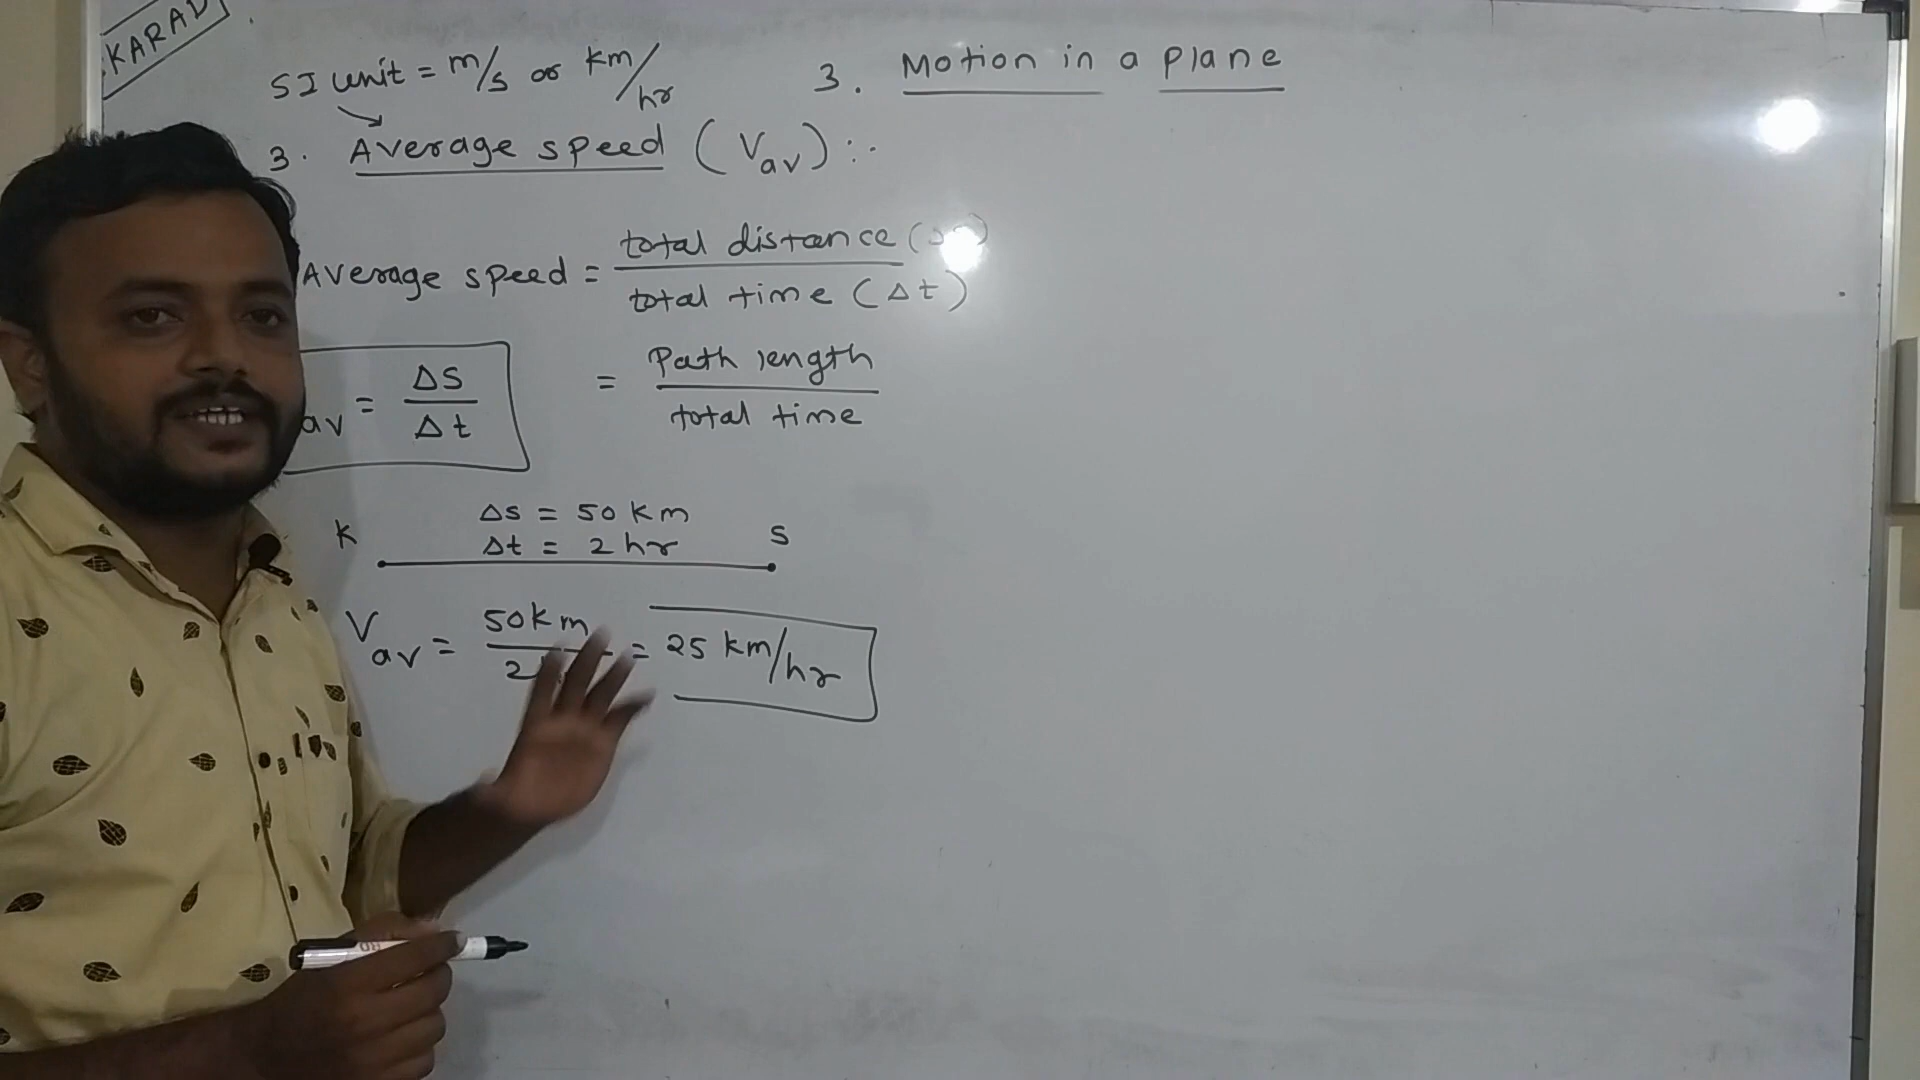 KARAD
SI unit = m/s or km/hr
3. Motion in a plane
3. Average speed (Vav) :-
Average speed = total distance / total time (Δt)
av = ΔS / Δt
= Path length / total time
K Δs = 50 km S
Δt = 2 hr
Vav = 50 km / 2 = 25 km/hr